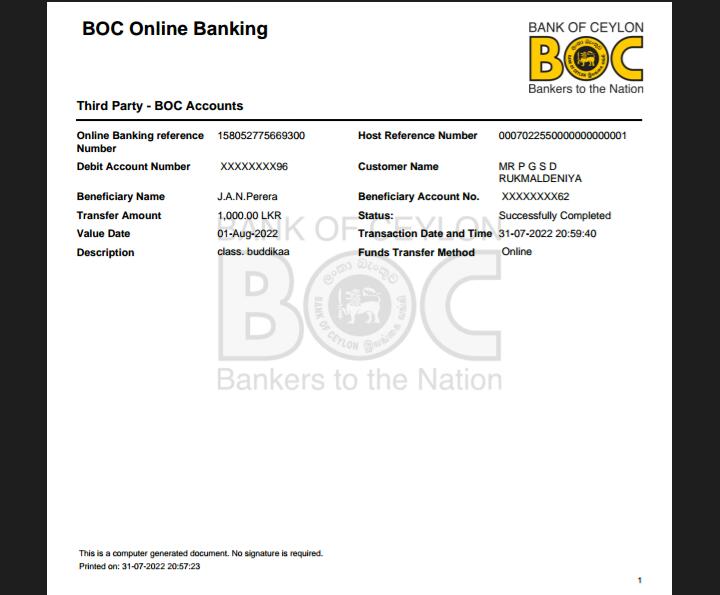 BOC Online Banking
BANK OF CEYLON
BOC
Bankers to the Nation
Third Party - BOC Accounts
Online Banking reference Number 158052775669300 Host Reference Number 0007022550000000000001
Debit Account Number XXXXXXXX96 Customer Name MR P G S D RUKMALDENIYA
Beneficiary Name J.A.N.Perera Beneficiary Account No. XXXXXXXX62
Transfer Amount 1,000.00 LKR Status: Successfully Completed
Value Date 01-Aug-2022 Transaction Date and Time 31-07-2022 20:59:40
Description class. buddikaa Funds Transfer Method Online
BANK OF CEYLON
BOC
ලංකා බැංකුව
BANK OF CEYLON
இலங்கை வங்கி
Bankers to the Nation
This is a computer generated document. No signature is required.
Printed on: 31-07-2022 20:57:23
1